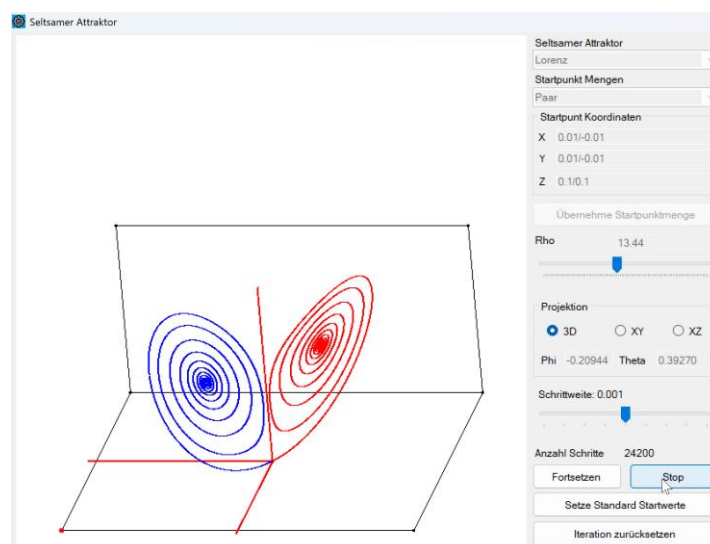 Seltsamer Attraktor
Seltsamer Attraktor
Lorenz
Startpunkt Mengen
Paar
Startpunt Koordinaten
X 0.01/-0.01
Y 0.01/-0.01
Z 0.1/0.1
Übernehme Startpunktmenge
Rho 13.44
Projektion
3D XY XZ
Phi -0.20944 Theta 0.39270
Schrittweite: 0.001
Anzahl Schritte 24200
Fortsetzen Stop
Setze Standard Startwerte
Iteration zurücksetzen